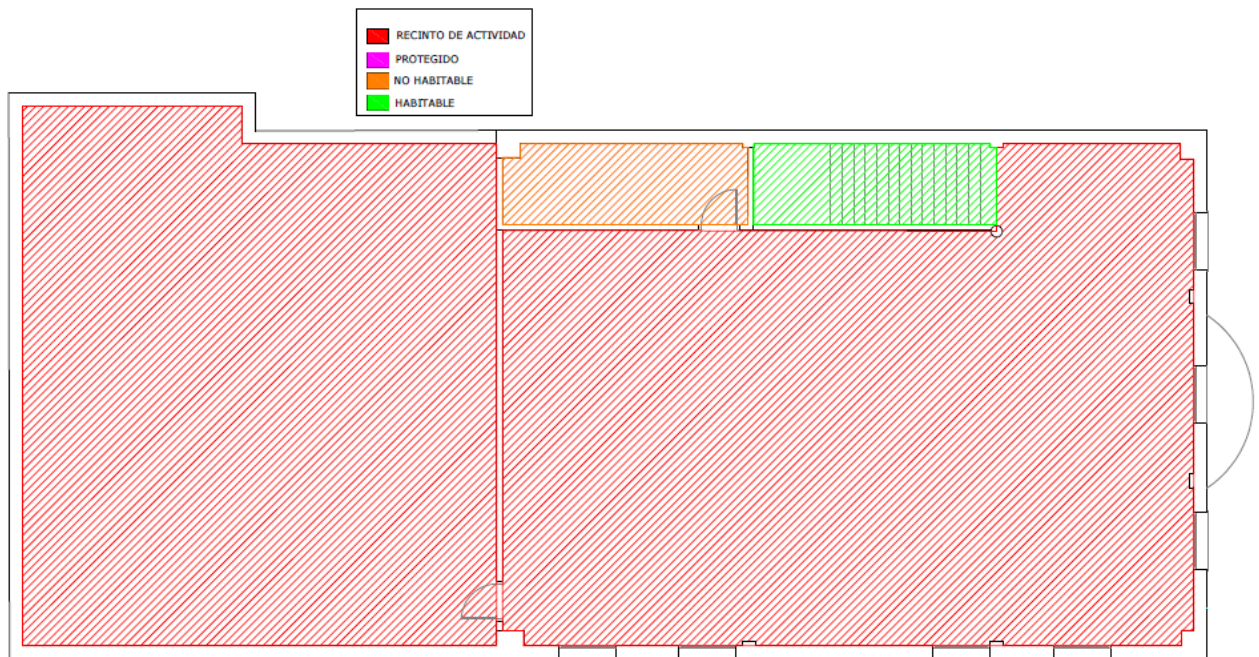 RECINTO DE ACTIVIDAD
PROTEGIDO
NO HABITABLE
HABITABLE